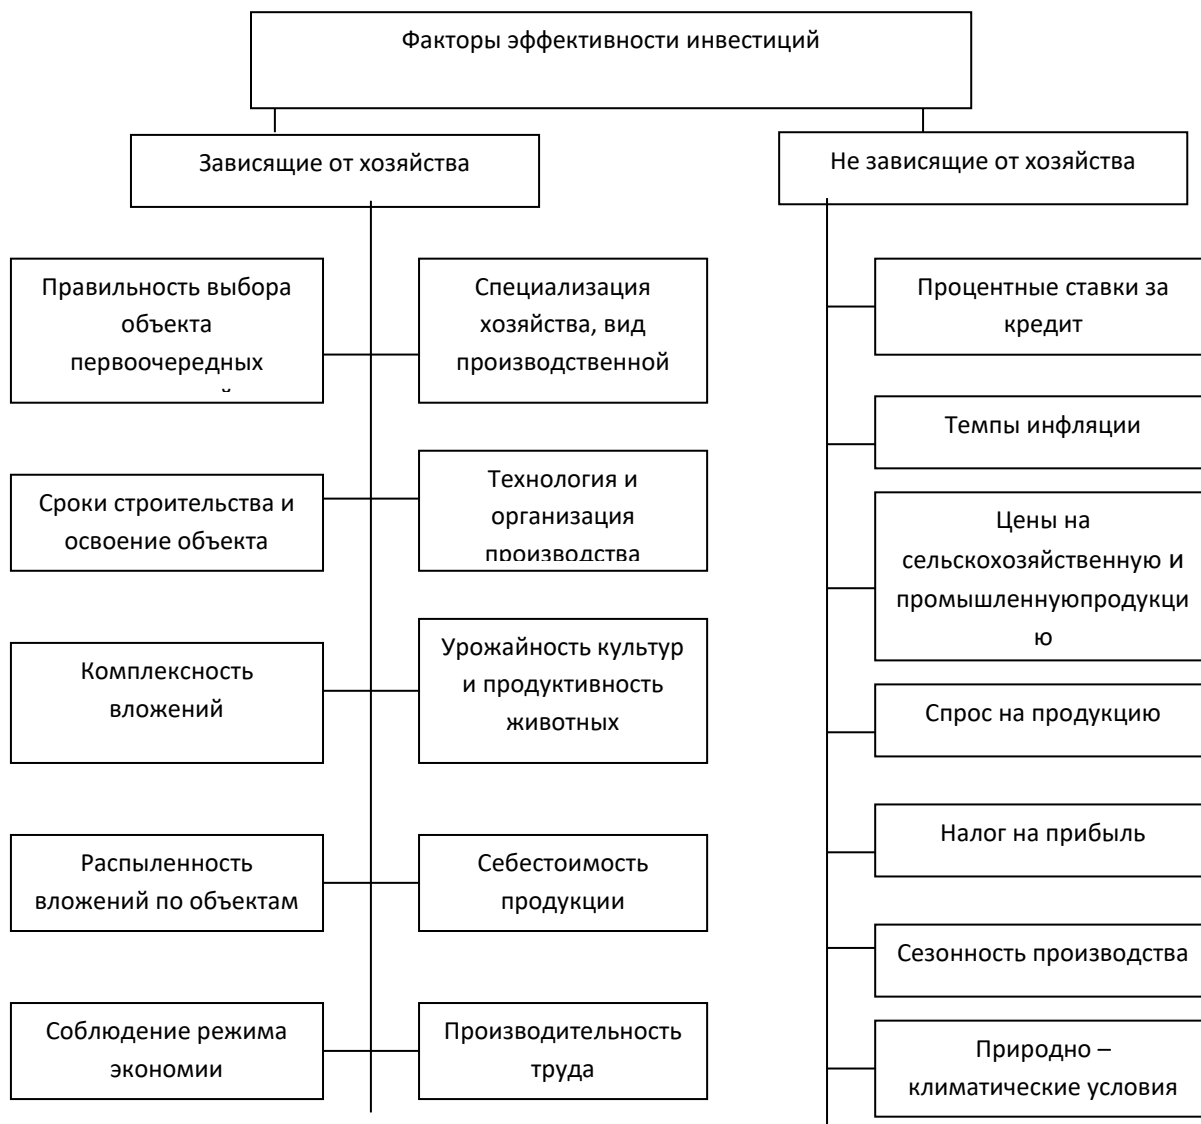 Факторы эффективности инвестиций
Зависящие от хозяйства
Не зависящие от хозяйства
Правильность выбора
объекта
первоочередных
Специализация
хозяйства, вид
производственной
Процентные ставки за
кредит
Темпы инфляции
Сроки строительства и
освоение объекта
Технология и
организация
производства
Цены на
сельскохозяйственную и
промышленнуюпродукци
ю
Комплексность
вложений
Урожайность культур
и продуктивность
животных
Спрос на продукцию
Распыленность
вложений по объектам
Себестоимость
продукции
Налог на прибыль
Сезонность производства
Соблюдение режима
экономии
Производительность
труда
Природно –
климатические условия